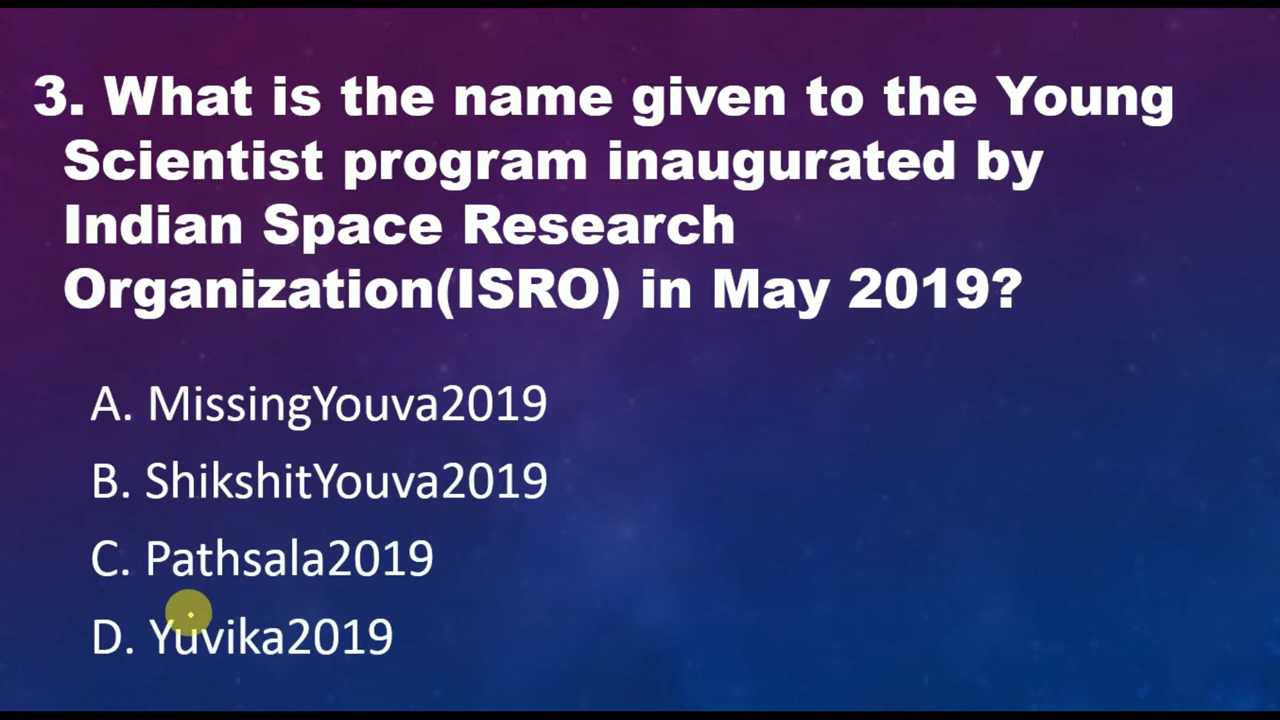 3. What is the name given to the Young
Scientist program inaugurated by
Indian Space Research
Organization(ISRO) in May 2019?
A. MissingYouva2019
B. ShikshitYouva2019
C. Pathsala2019
D. Yuvika2019